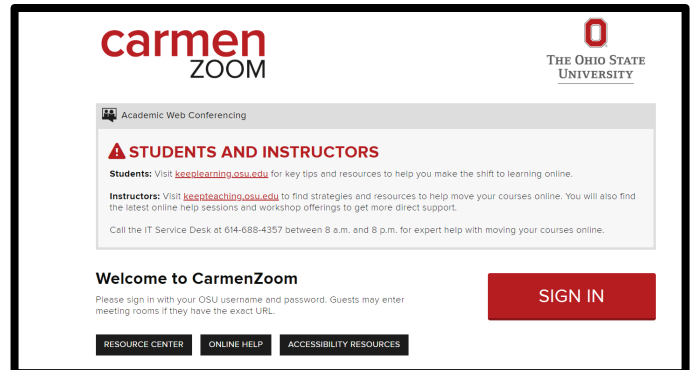 carmen
ZOOM
THE OHIO STATE
UNIVERSITY
Academic Web Conferencing
STUDENTS AND INSTRUCTORS
Students: Visit keeplearning.osu.edu for key tips and resources to help you make the shift to learning online.
Instructors: Visit keepteaching.osu.edu to find strategies and resources to help move your courses online. You will also find
the latest online help sessions and workshop offerings to get more direct support.
Call the IT Service Desk at 614-688-4357 between 8 a.m. and 8 p.m. for expert help with moving your courses online.
Welcome to CarmenZoom
Please sign in with your OSU username and password. Guests may enter
meeting rooms if they have the exact URL.
SIGN IN
RESOURCE CENTER
ONLINE HELP
ACCESSIBILITY RESOURCES